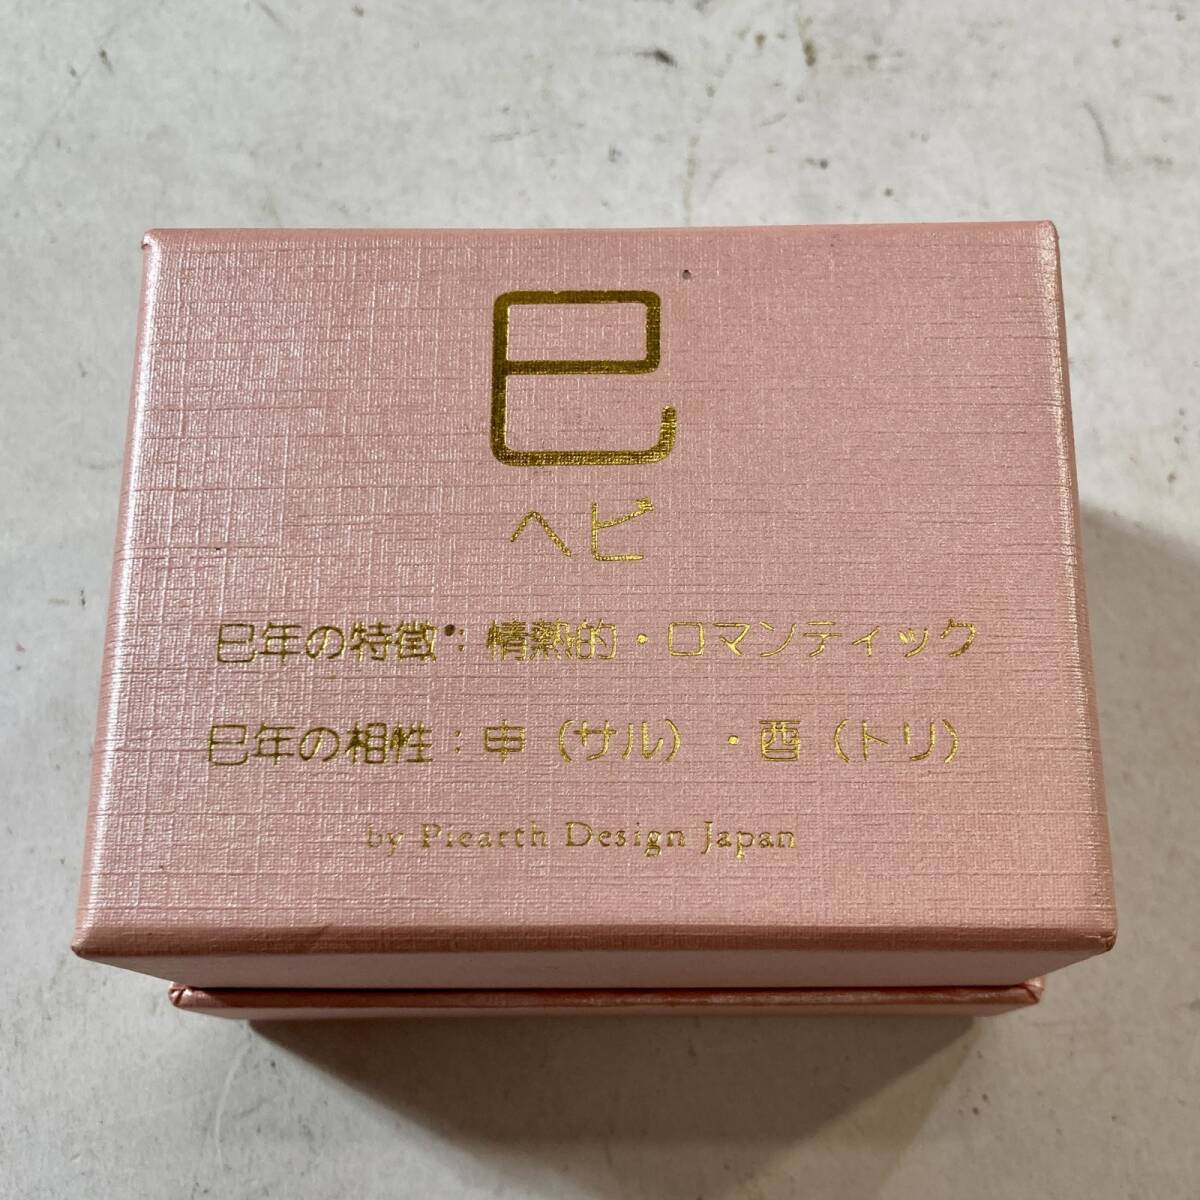 巳
ヘビ
巳年の特徴：情熱的・ロマンティック
巳年の相性：申（サル）・酉（トリ）
by Piearth Design Japan